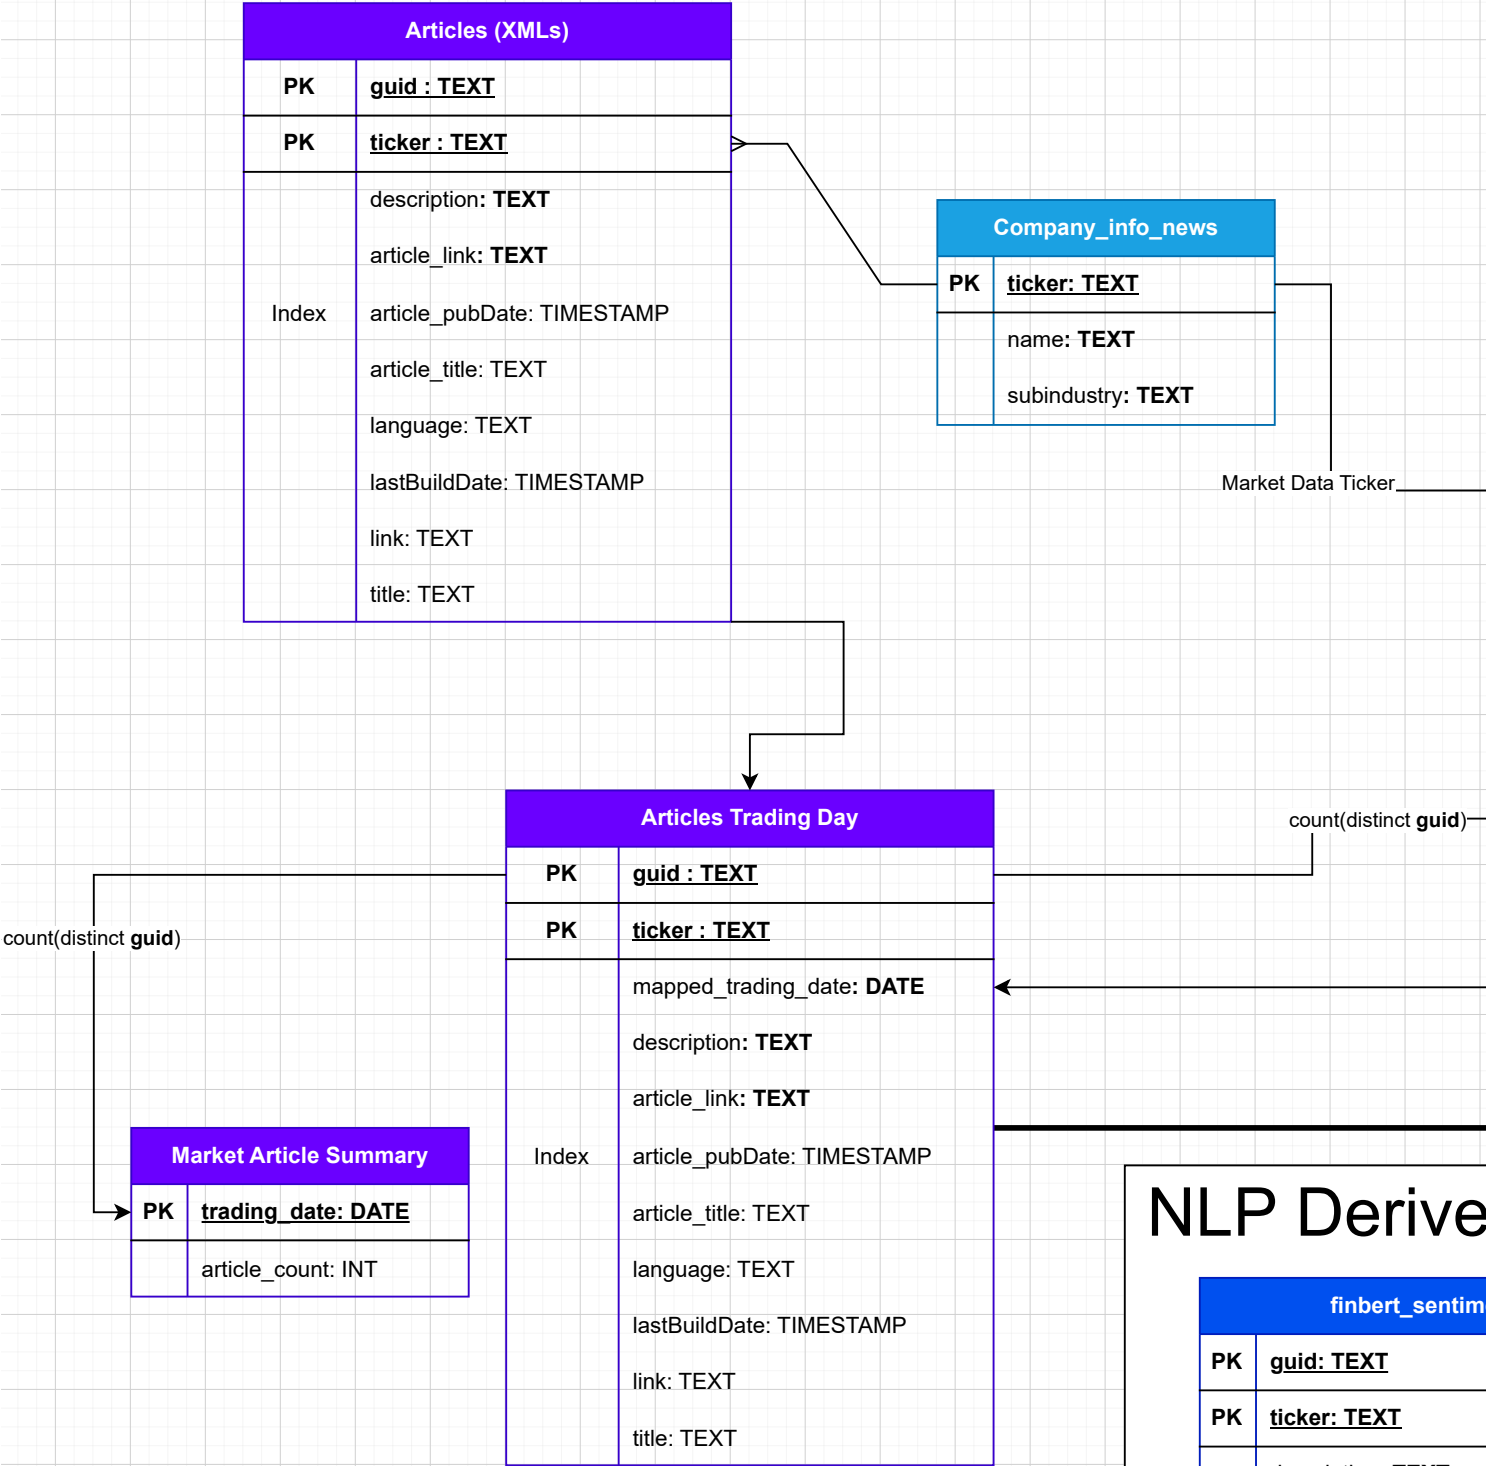 Articles (XMLs)
PK guid : TEXT
PK ticker : TEXT
description: TEXT
article_link: TEXT
Index article_pubDate: TIMESTAMP
article_title: TEXT
language: TEXT
lastBuildDate: TIMESTAMP
link: TEXT
title: TEXT
Company_info_news
PK ticker: TEXT
name: TEXT
subindustry: TEXT
Market Data Ticker
Articles Trading Day
PK guid : TEXT
PK ticker : TEXT
mapped_trading_date: DATE
description: TEXT
article_link: TEXT
Index article_pubDate: TIMESTAMP
article_title: TEXT
language: TEXT
lastBuildDate: TIMESTAMP
link: TEXT
title: TEXT
count(distinct guid)
count(distinct guid)
Market Article Summary
PK trading_date: DATE
article_count: INT
NLP Derive
finbert_sentim
PK guid: TEXT
PK ticker: TEXT